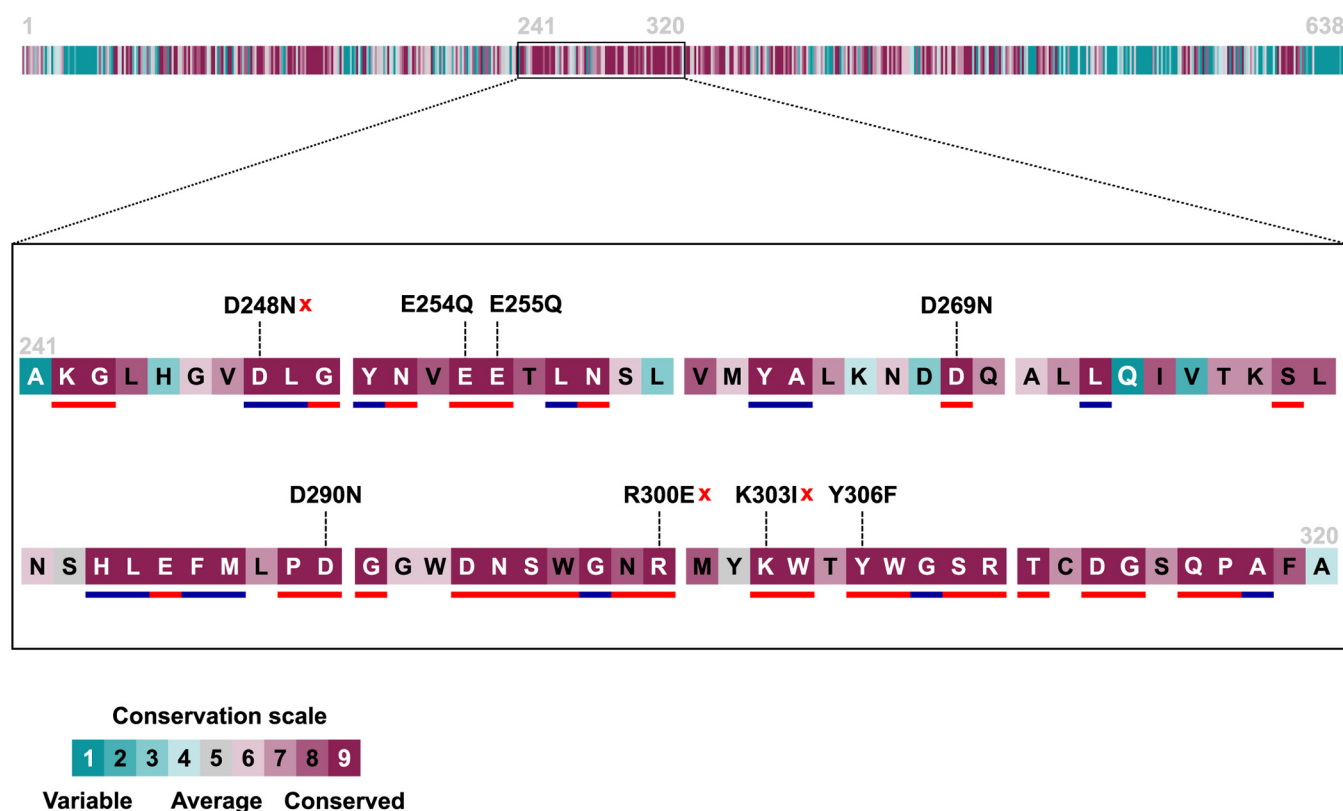 1 241 320 638
D248N x E254Q E255Q D269N
241
A K G L H G V D L G Y N V E E T L N S L V M Y A L K N D D Q A L L Q I V T K S L
D290N R300E x K303I x Y306F
320
N S H L E F M L P D G G W D N S W G N R M Y K W T Y W G S R T C D G S Q P A F A
Conservation scale
1 2 3 4 5 6 7 8 9
Variable Average Conserved